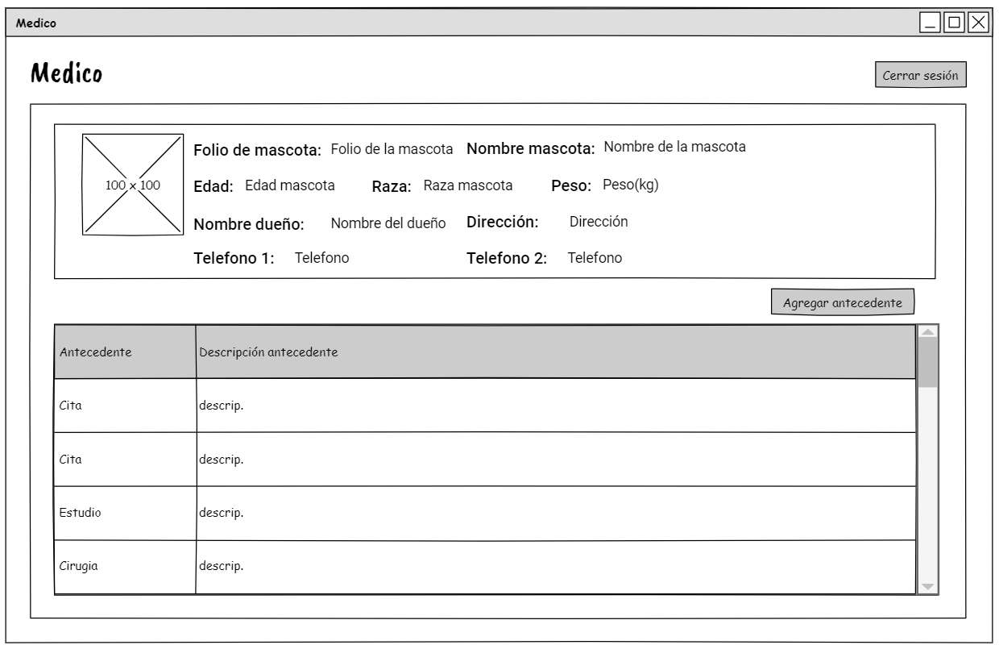 Medico
Medico
Cerrar sesión
100 x 100
Folio de mascota: Folio de la mascota Nombre mascota: Nombre de la mascota
Edad: Edad mascota Raza: Raza mascota Peso: Peso(kg)
Nombre dueño: Nombre del dueño Dirección: Dirección
Telefono 1: Telefono Telefono 2: Telefono
Agregar antecedente
Antecedente Descripción antecedente
Cita descrip.
Cita descrip.
Estudio descrip.
Cirugia descrip.